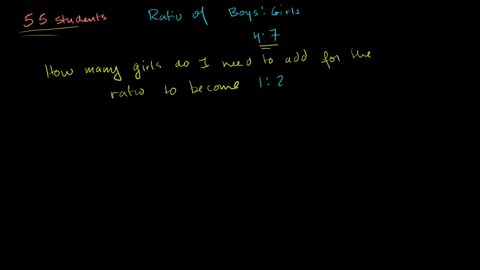 55 students Ratio of Boys: Girls
4:7
How many girls do I need to add for the
ratio to become 1:2